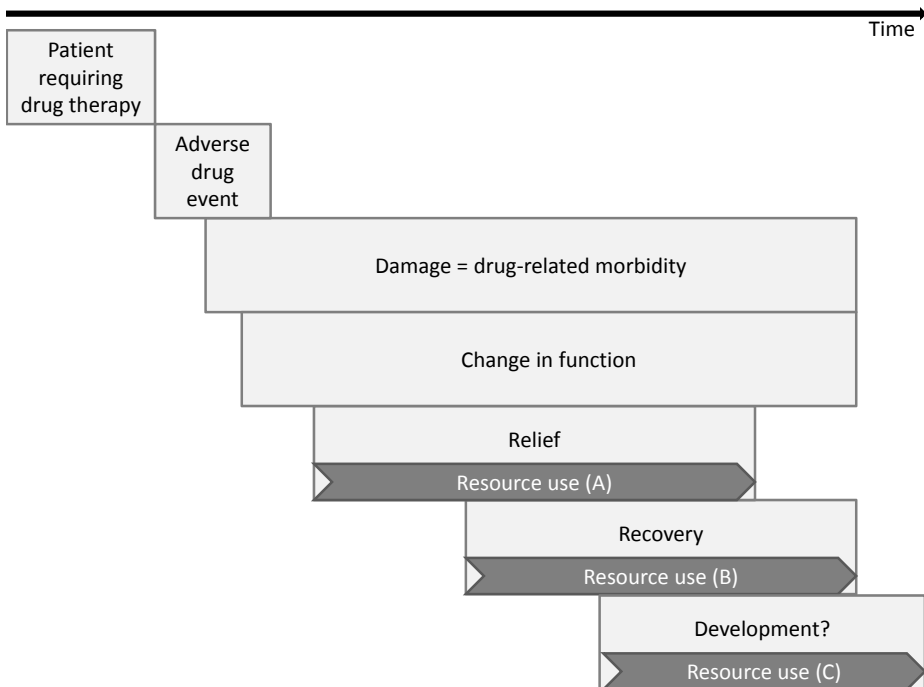 Time
Patient
requiring
drug therapy
Adverse
drug
event
Damage = drug-related morbidity
Change in function
Relief
Resource use (A)
Recovery
Resource use (B)
Development?
Resource use (C)